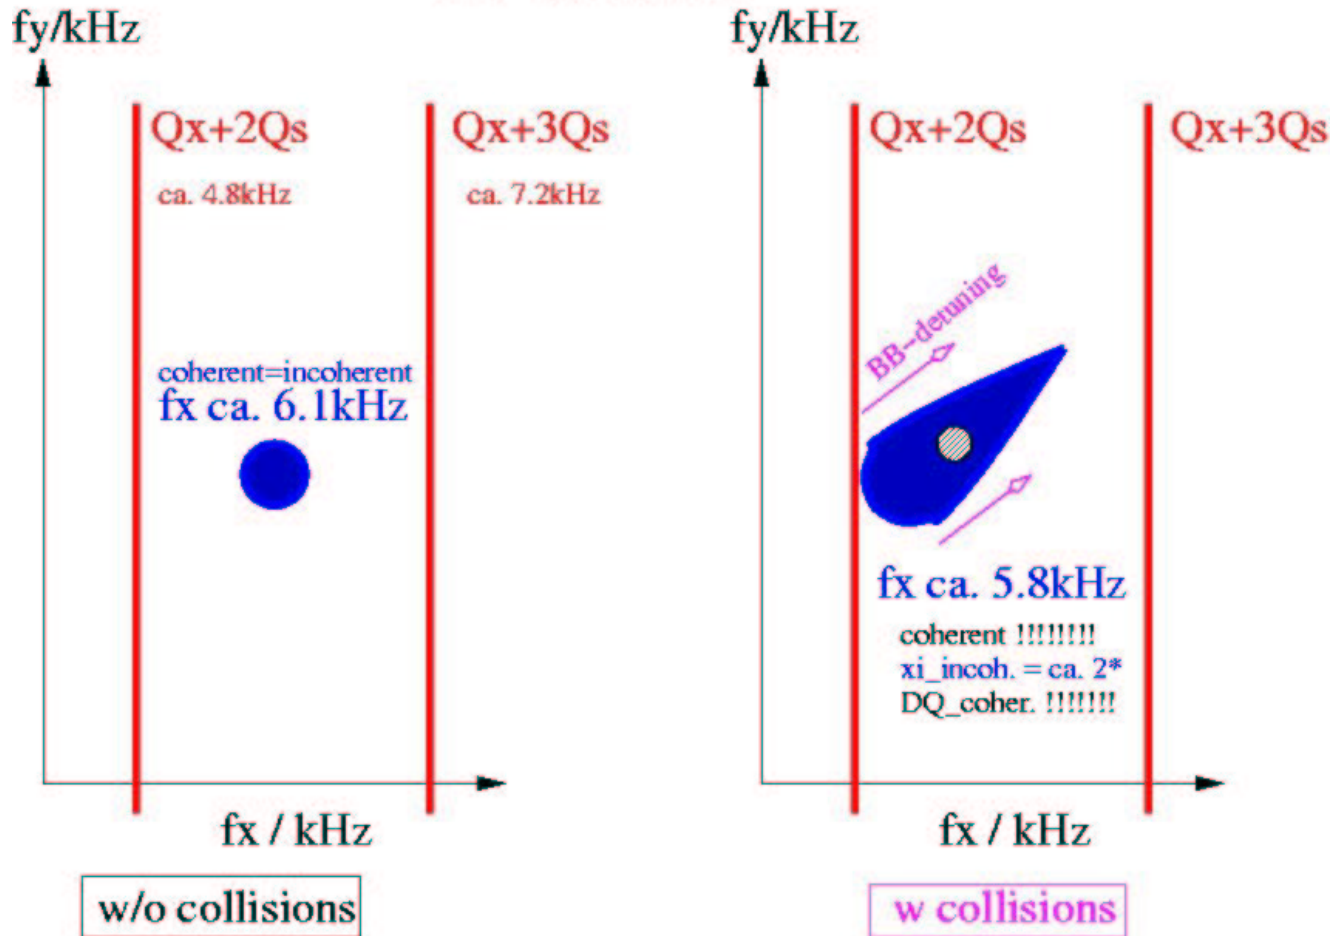 fy/kHz
Qx+2Qs
Qx+3Qs
ca. 4.8kHz
ca. 7.2kHz
coherent=incoherent
fx ca. 6.1kHz
fx / kHz
w/o collisions
fy/kHz
Qx+2Qs
Qx+3Qs
BB-detuning
fx ca. 5.8kHz
coherent !!!!!!!!
xi_incoh. = ca. 2*
DQ_coher. !!!!!!!
fx / kHz
w collisions